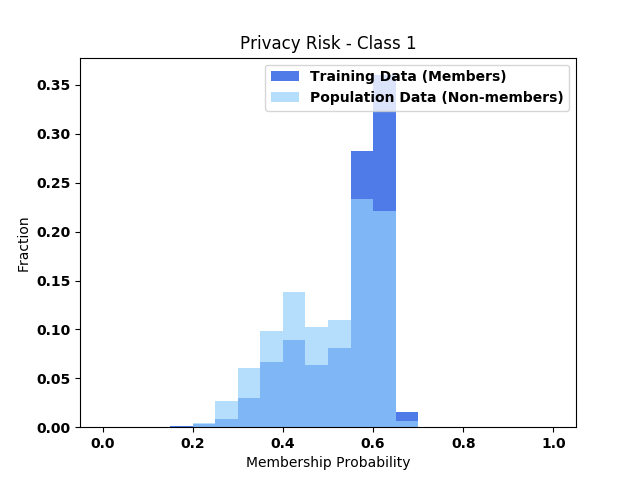 Privacy Risk - Class 1
Training Data (Members)
Population Data (Non-members)
Fraction
0.35
0.30
0.25
0.20
0.15
0.10
0.05
0.00
0.0 0.2 0.4 0.6 0.8 1.0
Membership Probability